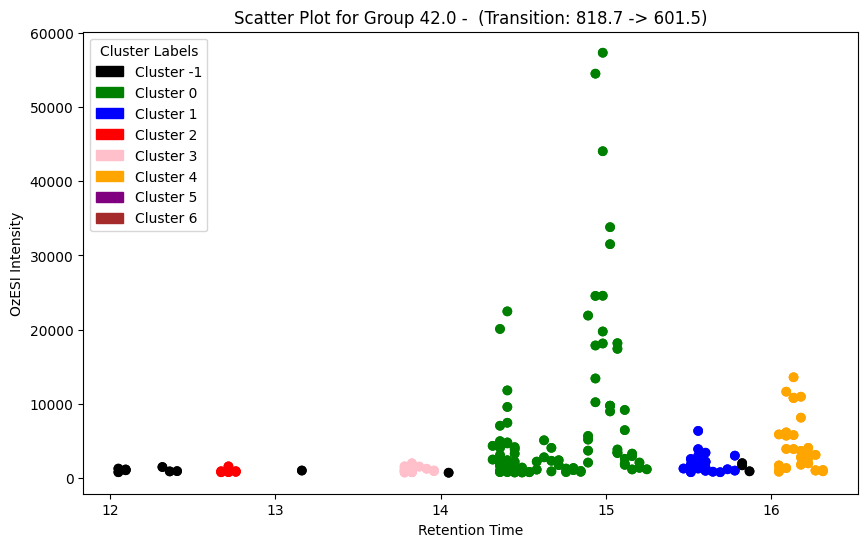 Scatter Plot for Group 42.0 -  (Transition: 818.7 -> 601.5)
60000
50000
40000
30000
20000
10000
0
OzESI Intensity
Cluster Labels
Cluster -1
Cluster 0
Cluster 1
Cluster 2
Cluster 3
Cluster 4
Cluster 5
Cluster 6
12
13
14
15
16
Retention Time